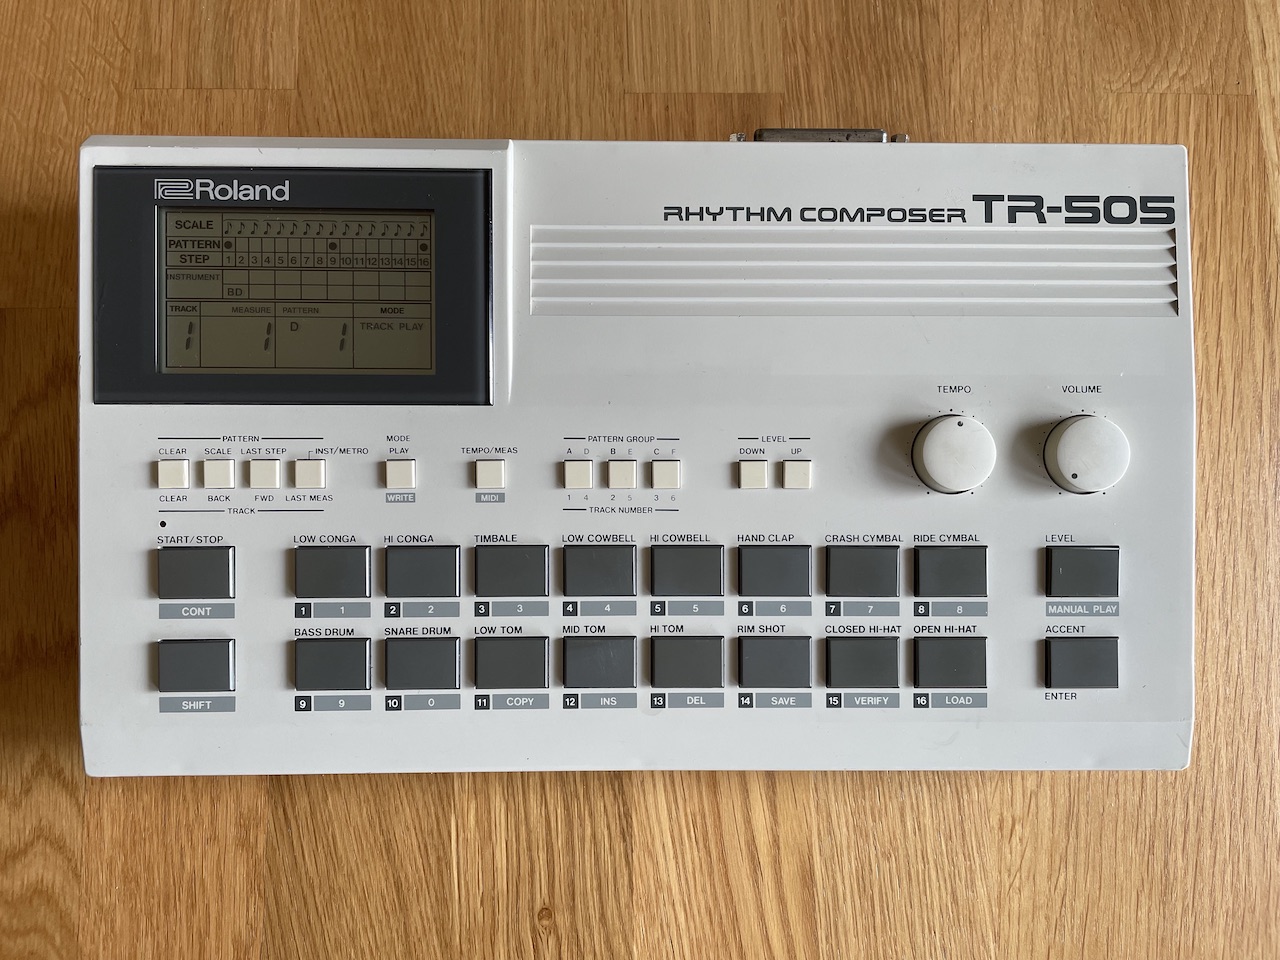 Roland
RHYTHM COMPOSER TR-505
SCALE
PATTERN
STEP 1 2 3 4 5 6 7 8 9 10 11 12 13 14 15 16
INSTRUMENT
BD
TRACK MEASURE PATTERN MODE
1 1 D 1 TRACK PLAY
TEMPO VOLUME
PATTERN MODE PATTERN GROUP LEVEL
CLEAR SCALE LAST STEP INST/METRO PLAY TEMPO/MEAS A D B E C F DOWN UP
CLEAR BACK FWD LAST MEAS WRITE MIDI 1 4 2 5 3 6
TRACK TRACK NUMBER
START/STOP LOW CONGA HI CONGA TIMBALE LOW COWBELL HI COWBELL HAND CLAP CRASH CYMBAL RIDE CYMBAL LEVEL
CONT 1 1 2 2 3 3 4 4 5 5 6 6 7 7 8 8 MANUAL PLAY
BASS DRUM SNARE DRUM LOW TOM MID TOM HI TOM RIM SHOT CLOSED HI-HAT OPEN HI-HAT ACCENT
SHIFT 9 9 10 0 11 COPY 12 INS 13 DEL 14 SAVE 15 VERIFY 16 LOAD ENTER